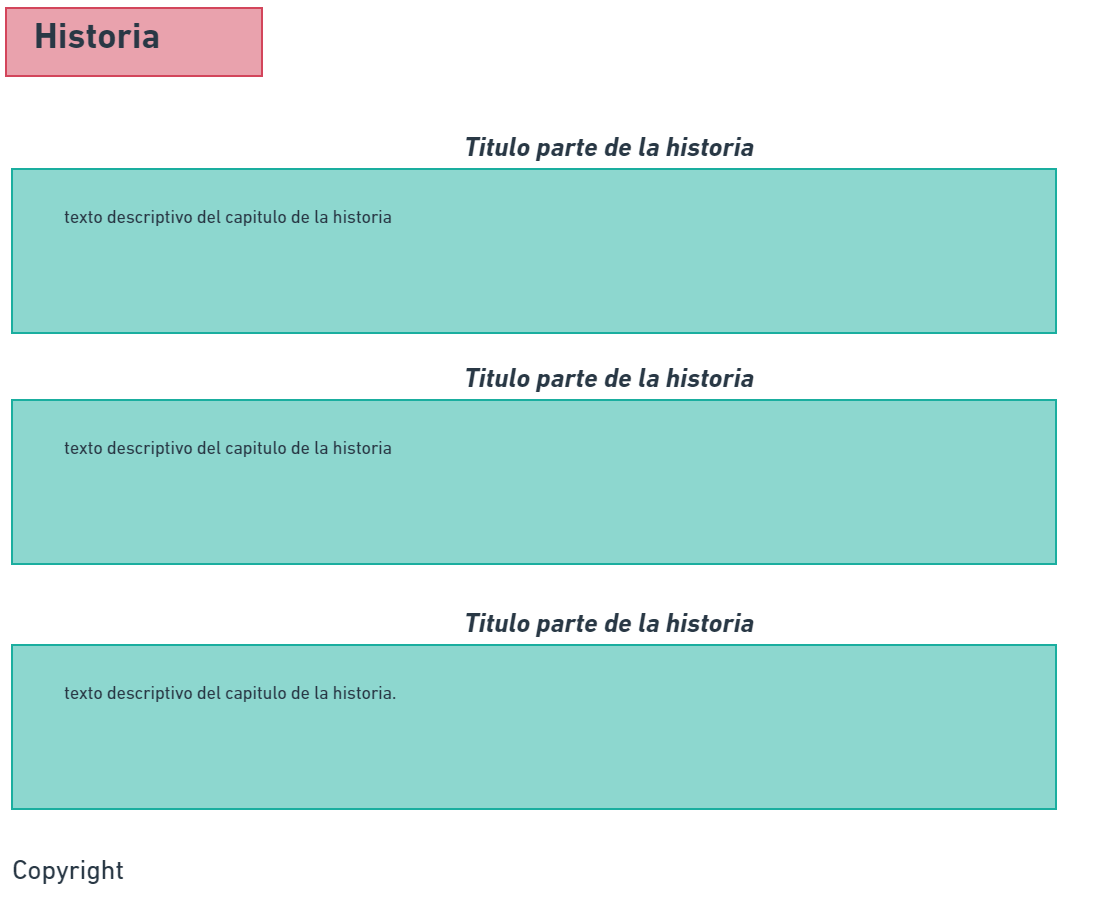 Historia
Titulo parte de la historia
texto descriptivo del capitulo de la historia
Titulo parte de la historia
texto descriptivo del capitulo de la historia
Titulo parte de la historia
texto descriptivo del capitulo de la historia.
Copyright